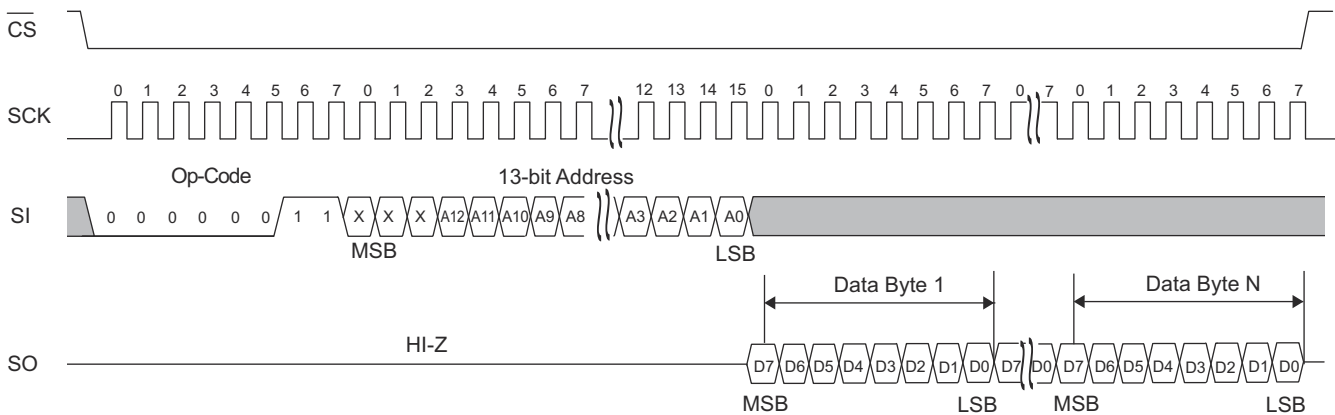 CS
0 1 2 3 4 5 6 7 0 1 2 3 4 5 6 7 12 13 14 15 0 1 2 3 4 5 6 7 0 7 0 1 2 3 4 5 6 7
SCK
Op-Code 13-bit Address
SI 0 0 0 0 0 0 1 1 X X X A12 A11 A10 A9 A8 A3 A2 A1 A0
MSB LSB
Data Byte 1 Data Byte N
HI-Z
SO D7 D6 D5 D4 D3 D2 D1 D0 D7 D0 D7 D6 D5 D4 D3 D2 D1 D0
MSB LSB MSB LSB